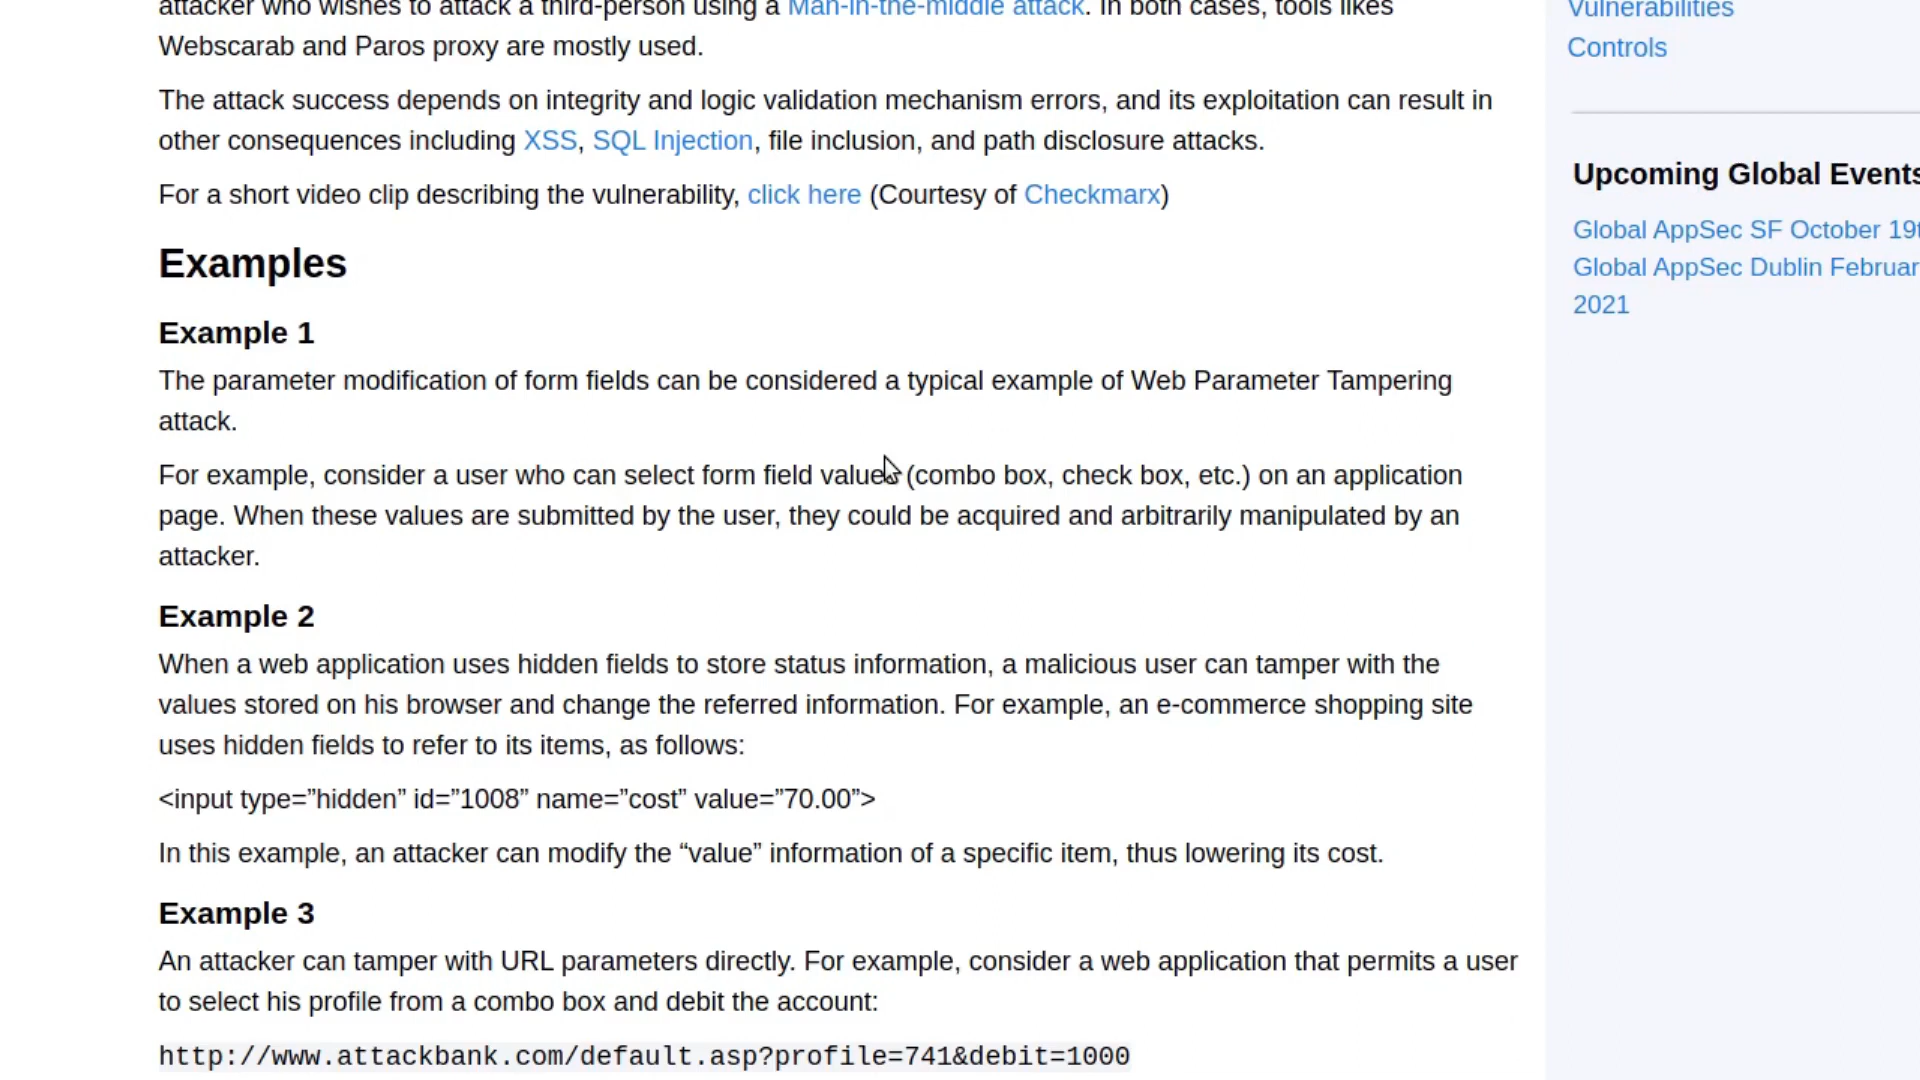 attacker who wishes to attack a third-person using a Man-in-the-middle attack. In both cases, tools likes
Webscarab and Paros proxy are mostly used.
The attack success depends on integrity and logic validation mechanism errors, and its exploitation can result in
other consequences including XSS, SQL Injection, file inclusion, and path disclosure attacks.
For a short video clip describing the vulnerability, click here (Courtesy of Checkmarx)
Examples
Example 1
The parameter modification of form fields can be considered a typical example of Web Parameter Tampering
attack.
For example, consider a user who can select form field values (combo box, check box, etc.) on an application
page. When these values are submitted by the user, they could be acquired and arbitrarily manipulated by an
attacker.
Example 2
When a web application uses hidden fields to store status information, a malicious user can tamper with the
values stored on his browser and change the referred information. For example, an e-commerce shopping site
uses hidden fields to refer to its items, as follows:
<input type=”hidden” id=”1008” name=”cost” value=”70.00”>
In this example, an attacker can modify the “value” information of a specific item, thus lowering its cost.
Example 3
An attacker can tamper with URL parameters directly. For example, consider a web application that permits a user
to select his profile from a combo box and debit the account:
http://www.attackbank.com/default.asp?profile=741&debit=1000
Vulnerabilities
Controls
Upcoming Global Events
Global AppSec SF October 19t
Global AppSec Dublin Februar
2021